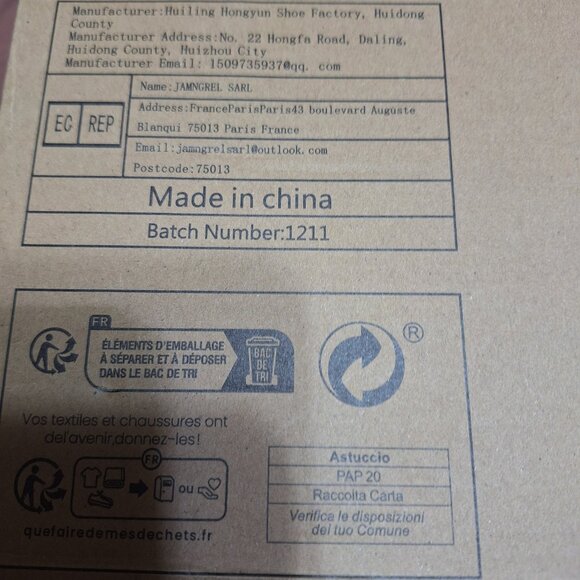 Manufacturer:Huiling Hongyun Shoe Factory, Huidong
County
Manufacturer Address:No. 22 Hongfa Road, Daling,
Huidong County, Huizhou City
Manufacturer Email: 1509735937@qq. com
EC REP
Name: JAMNGREL SARL
Address:FranceParisParis43 boulevard Auguste
Blanqui 75013 Paris France
Email:jamngrelsarl@outlook.com
Postcode:75013
Made in china
Batch Number:1211
FR
ÉLÉMENTS D'EMBALLAGE
À SÉPARER ET À DÉPOSER
DANS LE BAC DE TRI
BAC
DE
TRI
®
Vos textiles et chaussures ont
del'avenir,donnez-les!
FR
ou
quefairedemesdechets.fr
Astuccio
PAP 20
Raccolta Carta
Verifica le disposizioni
del tuo Comune